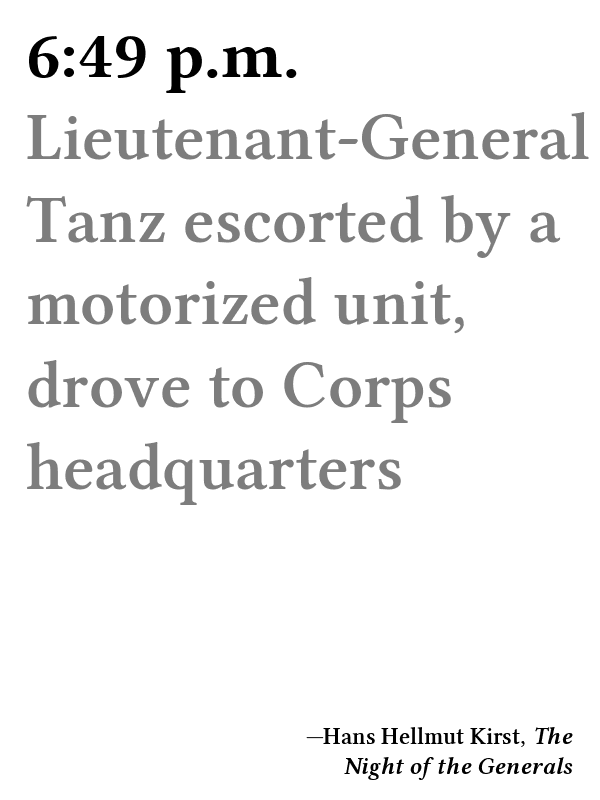 6:49 p.m.
Lieutenant-General
Tanz escorted by a
motorized unit,
drove to Corps
headquarters
—Hans Hellmut Kirst, The
Night of the Generals